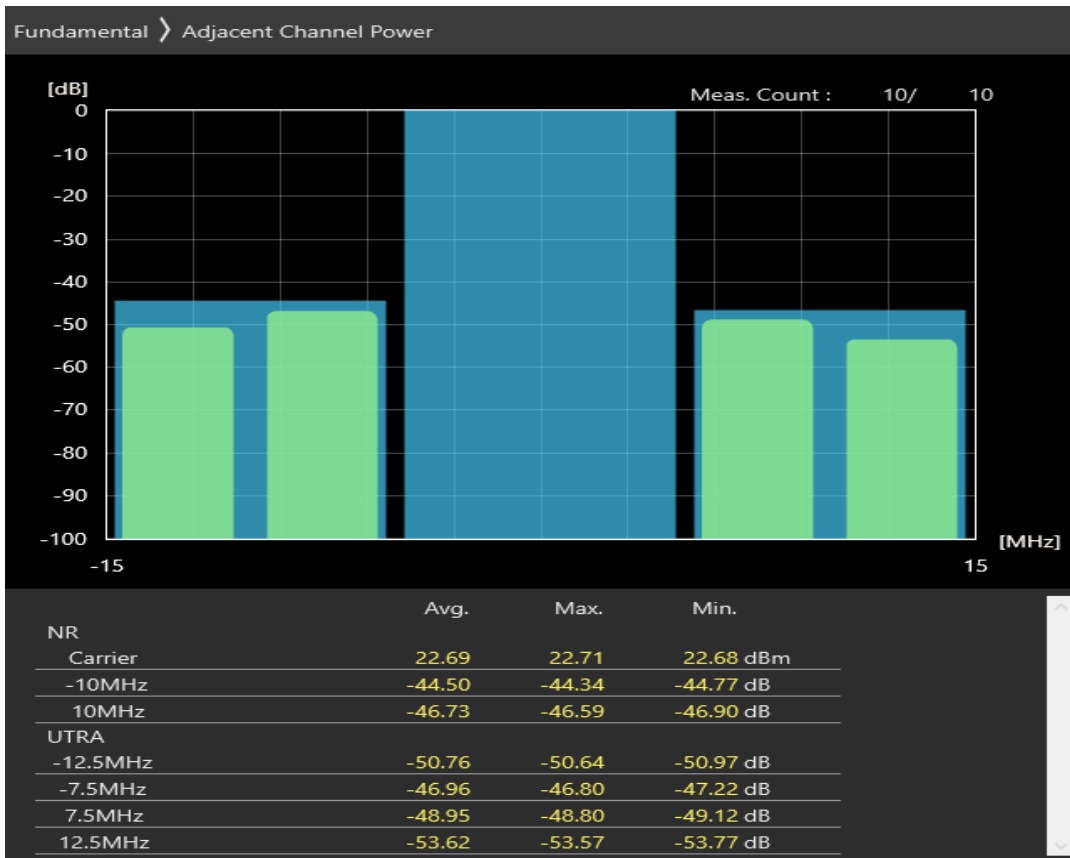 Fundamental 〉 Adjacent Channel Power
[dB]
Meas. Count : 10/ 10
0
-10
-20
-30
-40
-50
-60
-70
-80
-90
-100
[MHz]
-15 15
Avg. Max. Min.
NR
Carrier 22.69 22.71 22.68 dBm
-10MHz -44.50 -44.34 -44.77 dB
10MHz -46.73 -46.59 -46.90 dB
UTRA
-12.5MHz -50.76 -50.64 -50.97 dB
-7.5MHz -46.96 -46.80 -47.22 dB
7.5MHz -48.95 -48.80 -49.12 dB
12.5MHz -53.62 -53.57 -53.77 dB